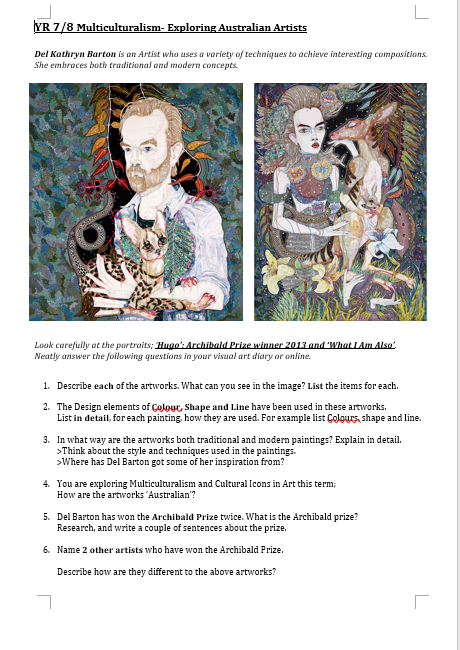 YR 7/8 Multiculturalism- Exploring Australian Artists
Del Kathryn Barton is an Artist who uses a variety of techniques to achieve interesting compositions.
She embraces both traditional and modern concepts.
Look carefully at the portraits; 'Hugo'; Archibald Prize winner 2013 and 'What I Am Also'.
Neatly answer the following questions in your visual art diary or online.
1. Describe each of the artworks. What can you see in the image? List the items for each.
2. The Design elements of Colour, Shape and Line have been used in these artworks.
List in detail, for each painting, how they are used. For example list Colours, shape and line.
3. In what way are the artworks both traditional and modern paintings? Explain in detail.
>Think about the style and techniques used in the paintings.
>Where has Del Barton got some of her inspiration from?
4. You are exploring Multiculturalism and Cultural Icons in Art this term;
How are the artworks 'Australian'?
5. Del Barton has won the Archibald Prize twice. What is the Archibald prize?
Research, and write a couple of sentences about the prize.
6. Name 2 other artists who have won the Archibald Prize.
Describe how are they different to the above artworks?